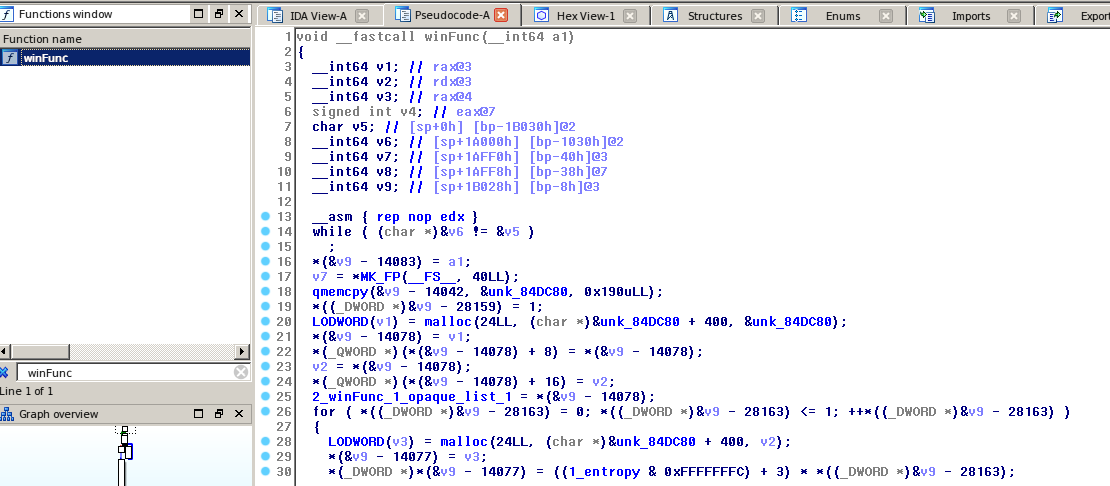 Functions window
Function name
f winFunc
winFunc
Line 1 of 1
Graph overview
IDA View-A
Pseudocode-A
Hex View-1
Structures
Enums
Imports
Export
1 void __fastcall winFunc(__int64 a1)
2 {
3 __int64 v1; // rax@3
4 __int64 v2; // rdx@3
5 __int64 v3; // rax@4
6 signed int v4; // eax@7
7 char v5; // [sp+0h] [bp-1B030h]@2
8 __int64 v6; // [sp+1A000h] [bp-1030h]@2
9 __int64 v7; // [sp+1AFF0h] [bp-40h]@3
10 __int64 v8; // [sp+1AFF8h] [bp-38h]@7
11 __int64 v9; // [sp+1B028h] [bp-8h]@3
12
13 __asm { rep nop edx }
14 while ( (char *)&v6 != &v5 )
15 ;
16 *(&v9 - 14083) = a1;
17 v7 = *MK_FP(__FS__, 40LL);
18 qmemcpy(&v9 - 14042, &unk_84DC80, 0x190uLL);
19 *((_DWORD *)&v9 - 28159) = 1;
20 LODWORD(v1) = malloc(24LL, (char *)&unk_84DC80 + 400, &unk_84DC80);
21 *(&v9 - 14078) = v1;
22 *(_QWORD *)(*(&v9 - 14078) + 8) = *(&v9 - 14078);
23 v2 = *(&v9 - 14078);
24 *(_QWORD *)(*(&v9 - 14078) + 16) = v2;
25 2_winFunc_1_opaque_list_1 = *(&v9 - 14078);
26 for ( *((_DWORD *)&v9 - 28163) = 0; *((_DWORD *)&v9 - 28163) <= 1; ++*((_DWORD *)&v9 - 28163) )
27 {
28 LODWORD(v3) = malloc(24LL, (char *)&unk_84DC80 + 400, v2);
29 *(&v9 - 14077) = v3;
30 *(_DWORD *)*(&v9 - 14077) = ((1_entropy & 0xFFFFFFFC) + 3) * *((_DWORD *)&v9 - 28163);